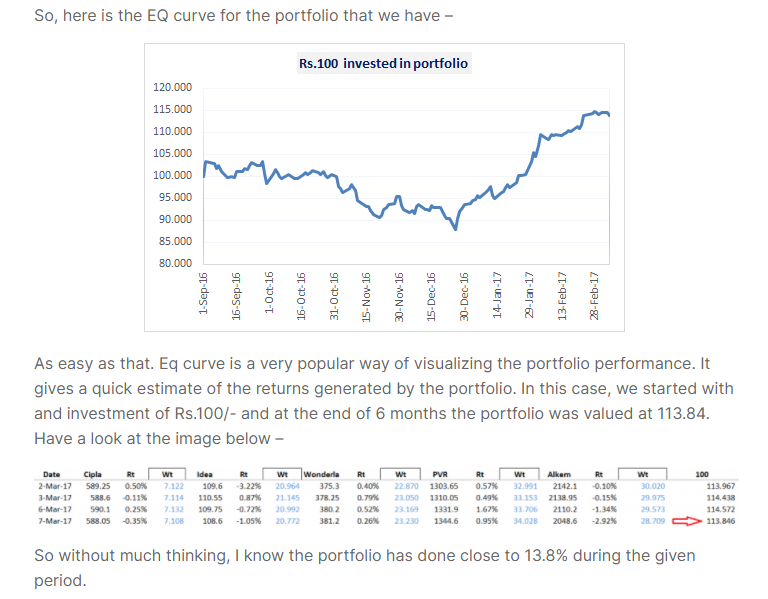 So, here is the EQ curve for the portfolio that we have –
Rs.100 invested in portfolio
120.000
115.000
110.000
105.000
100.000
95.000
90.000
85.000
80.000
1-Sep-16
16-Sep-16
1-Oct-16
16-Oct-16
31-Oct-16
15-Nov-16
30-Nov-16
15-Dec-16
30-Dec-16
14-Jan-17
29-Jan-17
13-Feb-17
28-Feb-17
As easy as that. Eq curve is a very popular way of visualizing the portfolio performance. It
gives a quick estimate of the returns generated by the portfolio. In this case, we started with
and investment of Rs.100/- and at the end of 6 months the portfolio was valued at 113.84.
Have a look at the image below –
Date Cipla Rt Wt Idea Rt Wt Wonderla Rt Wt PVR Rt Wt Alkem Rt Wt 100
2-Mar-17 589.25 0.50% 7.122 109.6 -3.22% 20.964 375.3 0.40% 22.870 1303.65 0.57% 32.991 2142.1 -0.10% 30.020 113.967
3-Mar-17 588.6 -0.11% 7.114 110.55 0.87% 21.145 378.25 0.79% 23.050 1310.05 0.49% 33.153 2138.95 -0.15% 29.975 114.438
6-Mar-17 590.1 0.25% 7.132 109.75 -0.72% 20.992 380.2 0.52% 23.169 1331.9 1.67% 33.706 2110.2 -1.34% 29.573 114.572
7-Mar-17 588.05 -0.35% 7.108 108.6 -1.05% 20.772 381.2 0.26% 23.230 1344.6 0.95% 34.028 2048.6 -2.92% 28.709 113.846
So without much thinking, I know the portfolio has done close to 13.8% during the given
period.